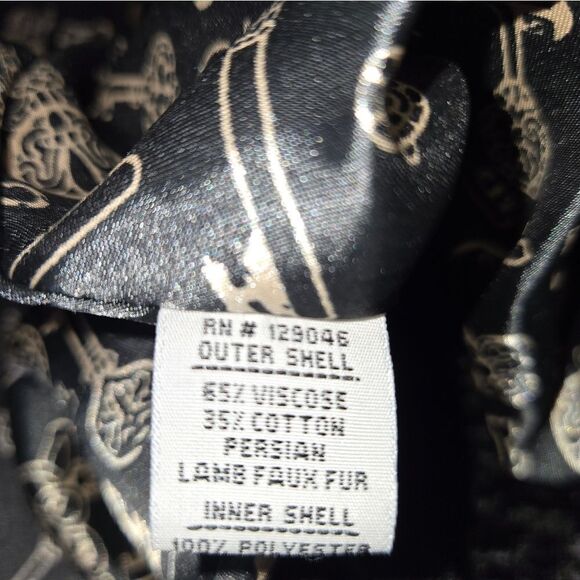 RN # 129046
OUTER SHELL
65% VISCOSE
35% COTTON
PERSIAN
LAMB FAUX FUR
INNER SHELL
100% POLYESTER